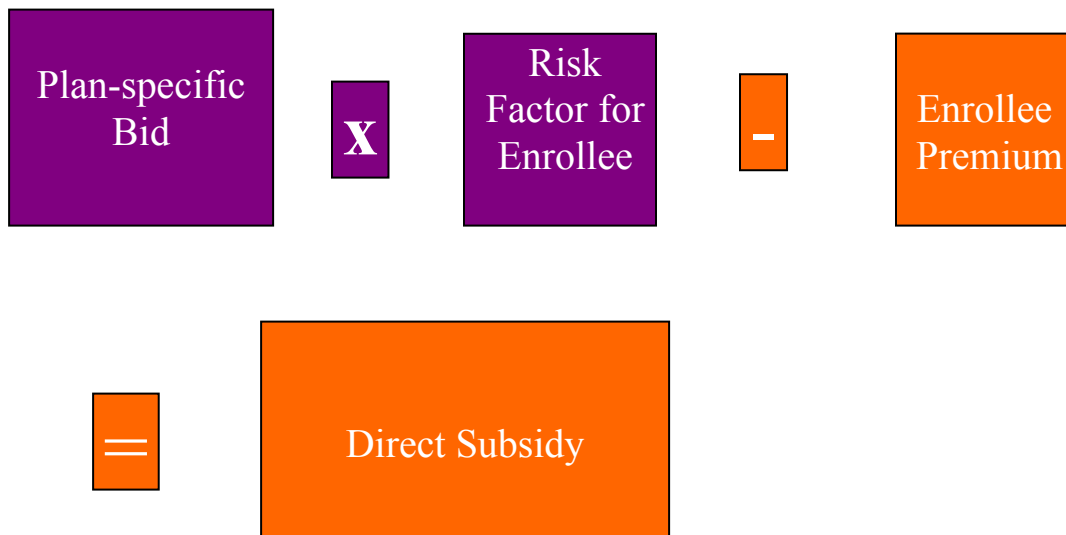 Plan-specific
Bid
x
Risk
Factor for
Enrollee
-
Enrollee
Premium
=
Direct Subsidy